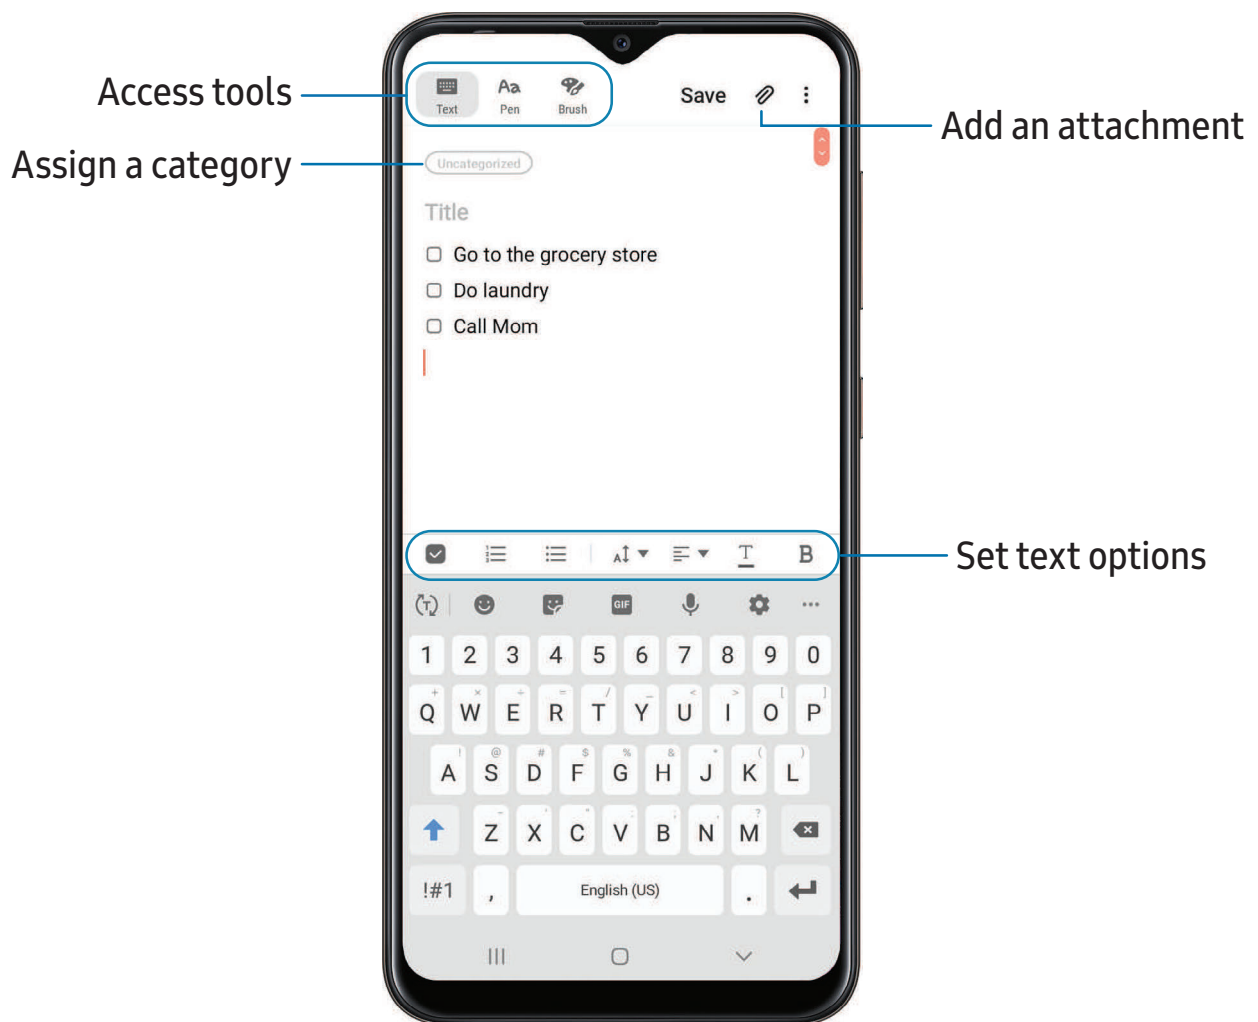 Access tools
Text Aa Pen Brush
Save
Add an attachment
Assign a category
Uncategorized
Title
Go to the grocery store
Do laundry
Call Mom
A T B
Set text options
T GIF
1 2 3 4 5 6 7 8 9 0
+ × ÷ = / _ < > [ ]
Q W E R T Y U I O P
! @ # $ % & * ( )
A S D F G H J K L
- ' " : ; , ?
Z X C V B N M
!#1 , English (US) .